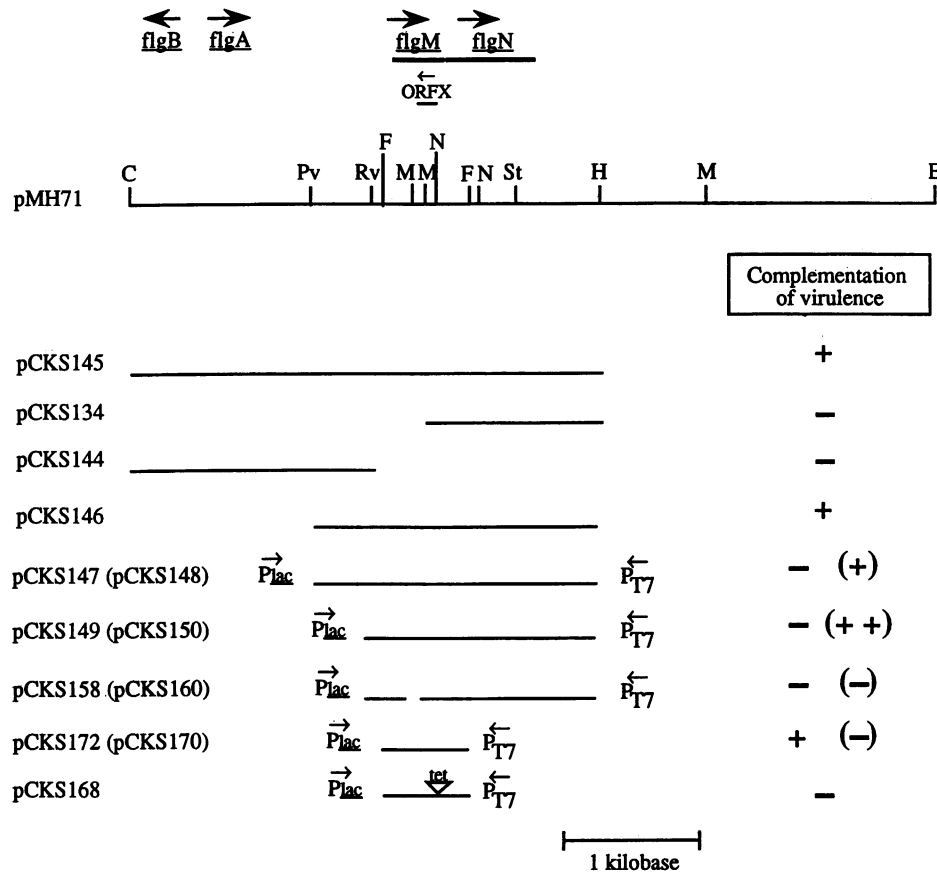 flgB flgA flgM flgN
ORFX
F N
C Pv Rv M M F N St H M E
pMH71
Complementation
of virulence
pCKS145 +
pCKS134 −
pCKS144 −
pCKS146 +
pCKS147 (pCKS148) Plac PT7 − (+)
pCKS149 (pCKS150) Plac PT7 − (+ +)
pCKS158 (pCKS160) Plac PT7 − (−)
pCKS172 (pCKS170) Plac PT7 + (−)
tet
pCKS168 Plac PT7 −
1 kilobase